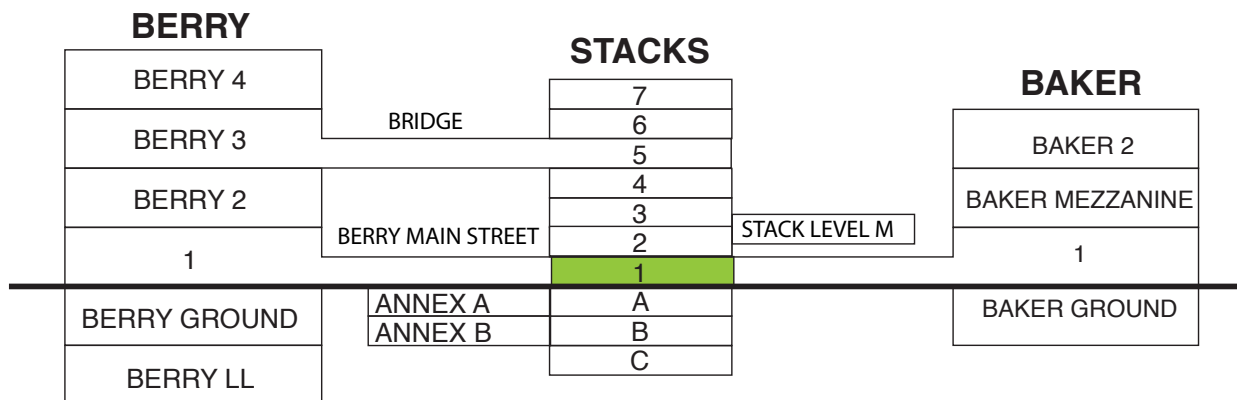 BERRY
BERRY 4
BERRY 3
BERRY 2
1
BERRY GROUND
BERRY LL
BRIDGE
BERRY MAIN STREET
ANNEX A
ANNEX B
STACKS
7
6
5
4
3
2
1
A
B
C
STACK LEVEL M
BAKER
BAKER 2
BAKER MEZZANINE
1
BAKER GROUND